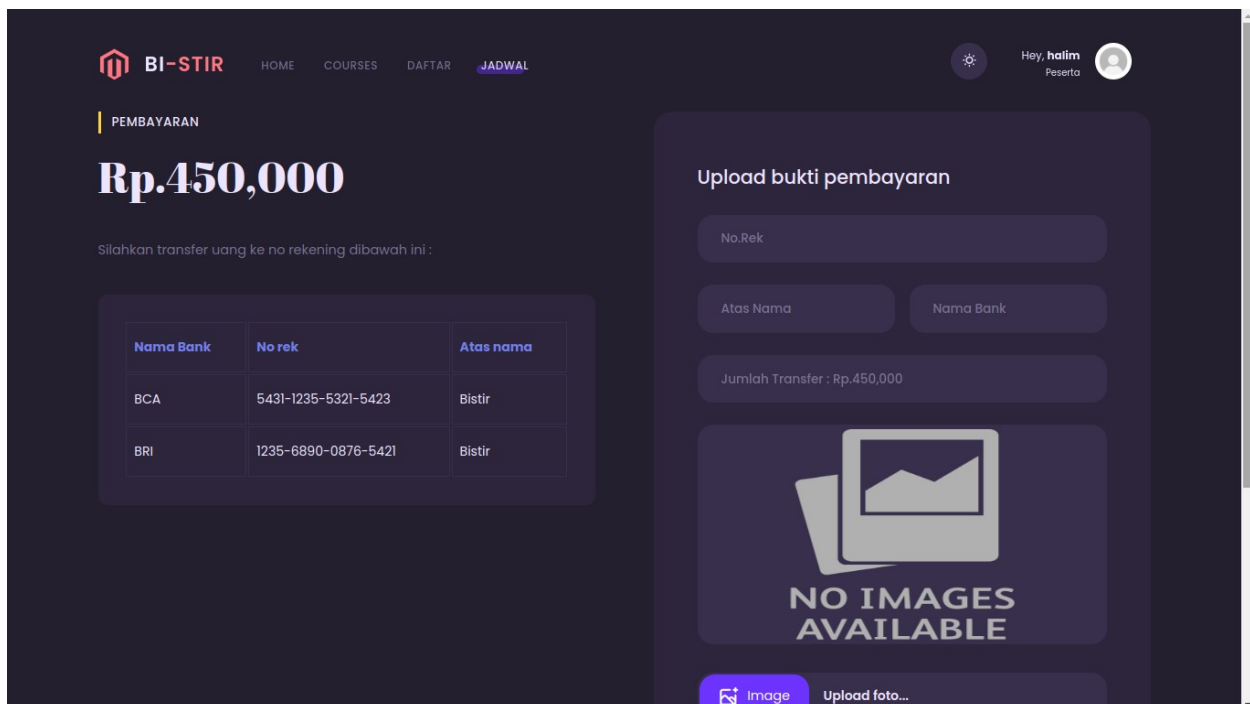 BI-STIR HOME COURSES DAFTAR JADWAL
Hey, halim
Peserta
PEMBAYARAN
Rp.450,000
Silahkan transfer uang ke no rekening dibawah ini :
Nama Bank No rek Atas nama
BCA 5431-1235-5321-5423 Bistir
BRI 1235-6890-0876-5421 Bistir
Upload bukti pembayaran
No.Rek
Atas Nama Nama Bank
Jumlah Transfer : Rp.450,000
NO IMAGES
AVAILABLE
Image Upload foto...